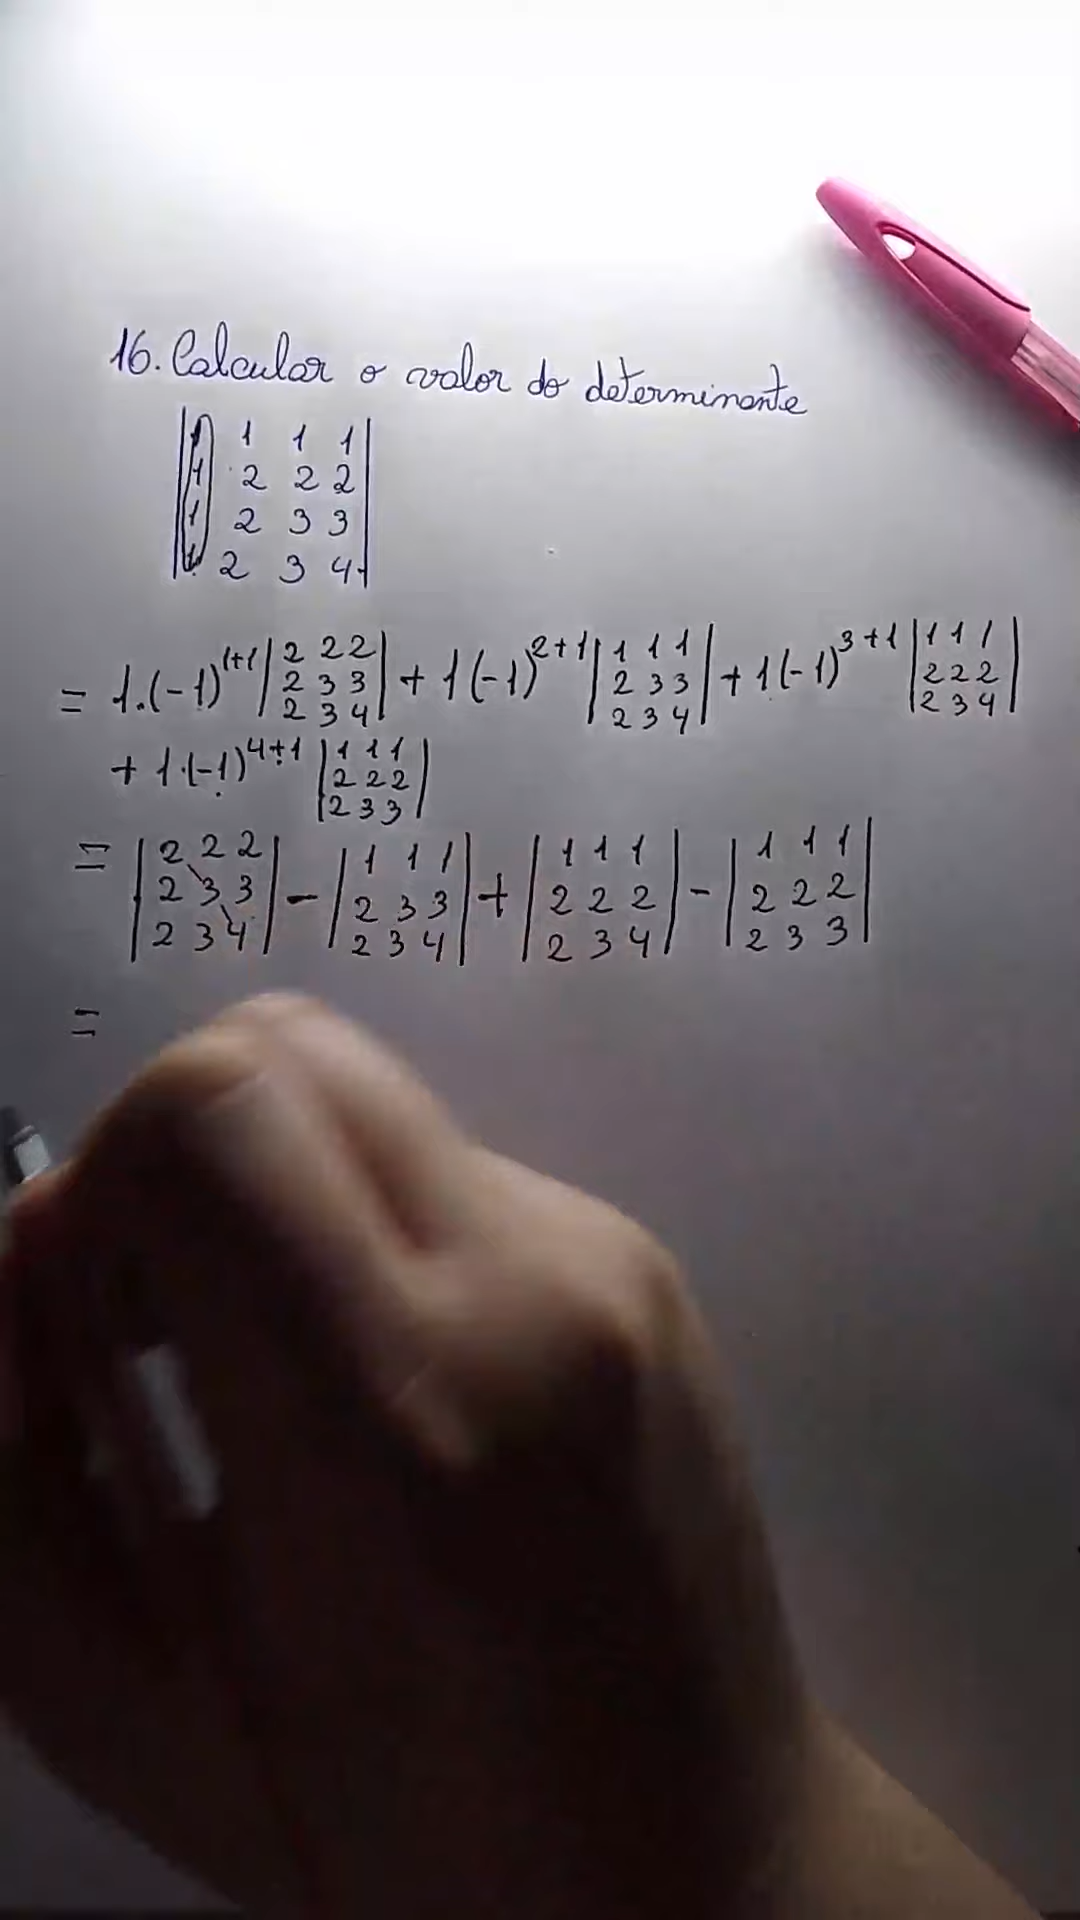 16. Calcular o valor do determinante
|1 1 1 1|
|1 2 2 2|
|1 2 3 3|
|1 2 3 4|
= 1.(-1)^{1+1} |2 2 2; 2 3 3; 2 3 4| + 1(-1)^{2+1} |1 1 1; 2 3 3; 2 3 4| + 1(-1)^{3+1} |1 1 1; 2 2 2; 2 3 4|
+ 1.(-1)^{4+1} |1 1 1; 2 2 2; 2 3 3|
= |2 2 2; 2 3 3; 2 3 4| - |1 1 1; 2 3 3; 2 3 4| + |1 1 1; 2 2 2; 2 3 4| - |1 1 1; 2 2 2; 2 3 3|
=